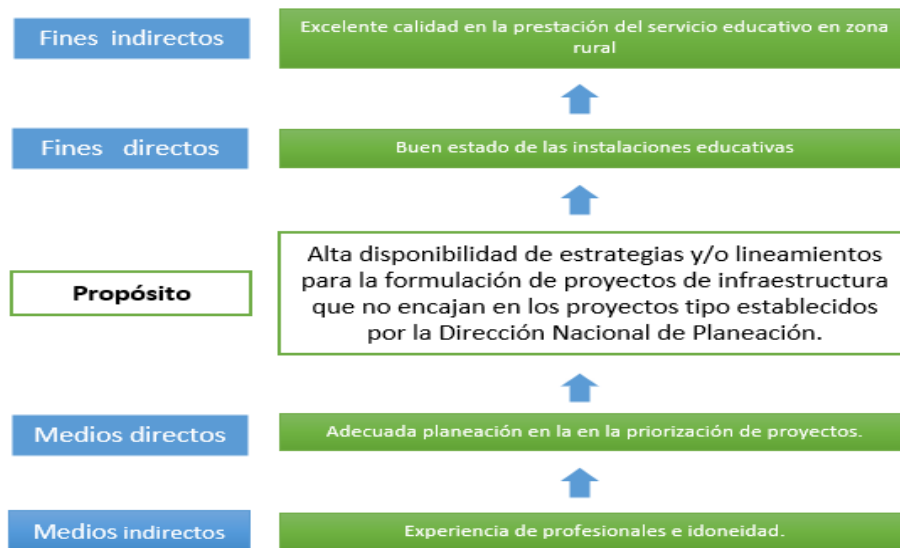 Fines indirectos
Excelente calidad en la prestación del servicio educativo en zona
rural
Fines directos
Buen estado de las instalaciones educativas
Propósito
Alta disponibilidad de estrategias y/o lineamientos
para la formulación de proyectos de infraestructura
que no encajan en los proyectos tipo establecidos
por la Dirección Nacional de Planeación.
Medios directos
Adecuada planeación en la en la priorización de proyectos.
Medios indirectos
Experiencia de profesionales e idoneidad.